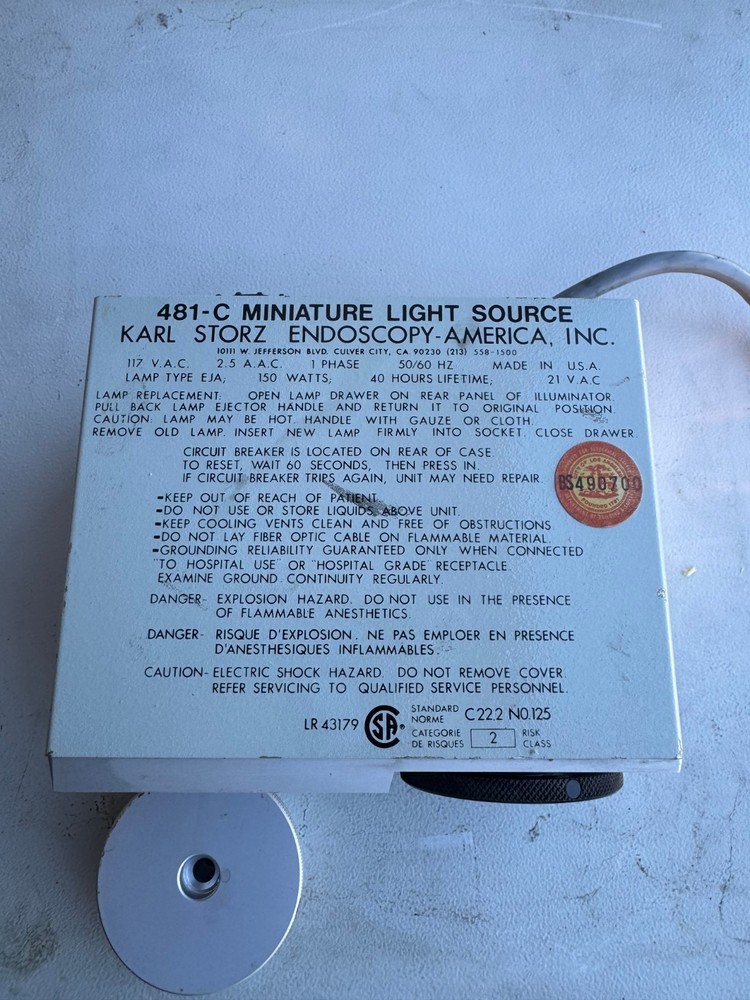 481-C MINIATURE LIGHT SOURCE
KARL STORZ ENDOSCOPY-AMERICA, INC.
10111 W. JEFFERSON BLVD. CULVER CITY, CA 90230 (213) 558-1500
117 V.A.C. 2.5 A.A.C. 1 PHASE 50/60 HZ MADE IN U.S.A.
LAMP TYPE EJA; 150 WATTS; 40 HOURS LIFETIME; 21 V.A.C
LAMP REPLACEMENT: OPEN LAMP DRAWER ON REAR PANEL OF ILLUMINATOR.
PULL BACK LAMP EJECTOR HANDLE AND RETURN IT TO ORIGINAL POSITION.
CAUTION: LAMP MAY BE HOT. HANDLE WITH GAUZE OR CLOTH.
REMOVE OLD LAMP. INSERT NEW LAMP FIRMLY INTO SOCKET. CLOSE DRAWER.
CIRCUIT BREAKER IS LOCATED ON REAR OF CASE.
TO RESET, WAIT 60 SECONDS, THEN PRESS IN.
IF CIRCUIT BREAKER TRIPS AGAIN, UNIT MAY NEED REPAIR.
BS490700
-KEEP OUT OF REACH OF PATIENT
-DO NOT USE OR STORE LIQUIDS ABOVE UNIT.
-KEEP COOLING VENTS CLEAN AND FREE OF OBSTRUCTIONS
-DO NOT LAY FIBER OPTIC CABLE ON FLAMMABLE MATERIAL.
-GROUNDING RELIABILITY GUARANTEED ONLY WHEN CONNECTED
"TO HOSPITAL USE" OR "HOSPITAL GRADE" RECEPTACLE.
EXAMINE GROUND CONTINUITY REGULARLY.
DANGER- EXPLOSION HAZARD. DO NOT USE IN THE PRESENCE
OF FLAMMABLE ANESTHETICS.
DANGER- RISQUE D'EXPLOSION. NE PAS EMPLOER EN PRESENCE
D'ANESTHESIQUES INFLAMMABLES.
CAUTION- ELECTRIC SHOCK HAZARD. DO NOT REMOVE COVER.
REFER SERVICING TO QUALIFIED SERVICE PERSONNEL.
LR 43179 CSA STANDARD NORME C22.2 NO.125
CATEGORIE DE RISQUES 2 RISK CLASS